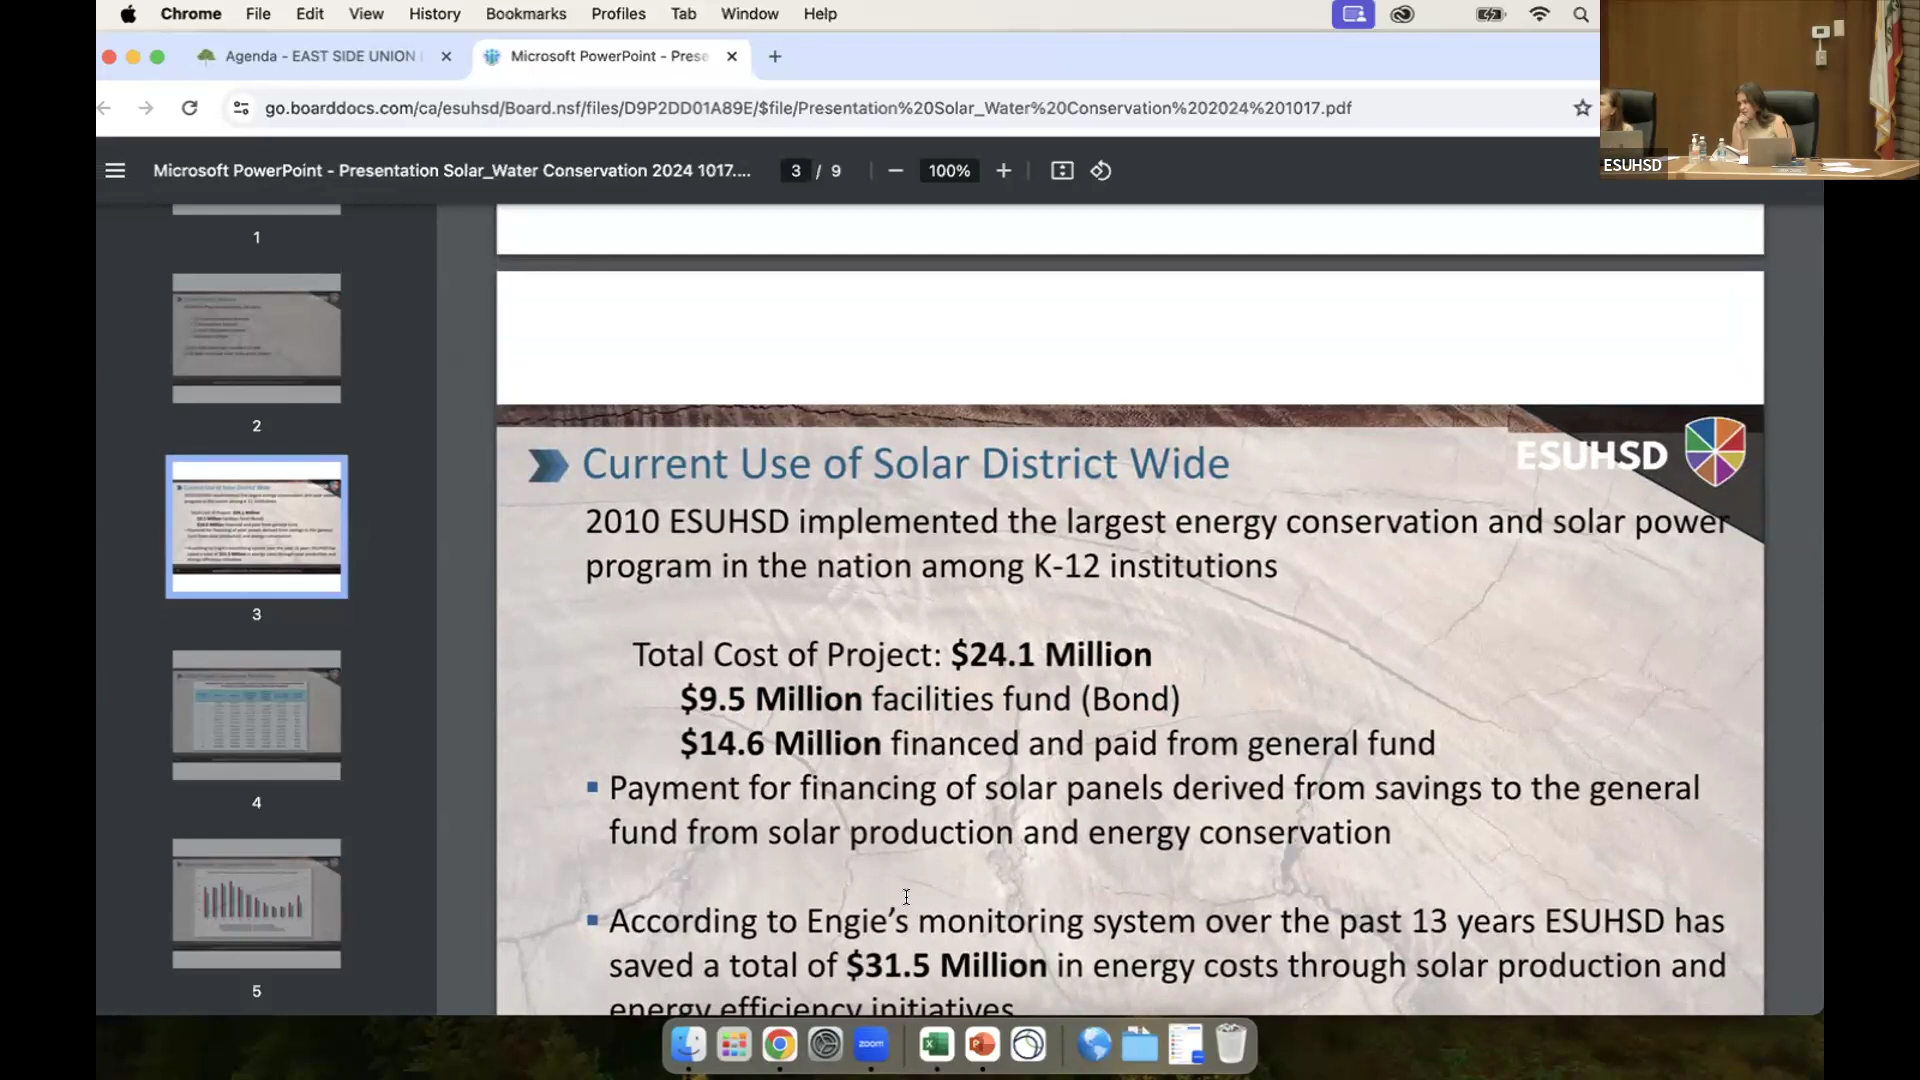 Chrome File Edit View History Bookmarks Profiles Tab Window Help
Agenda - EAST SIDE UNION
Microsoft PowerPoint - Prese
go.boarddocs.com/ca/esuhsd/Board.nsf/files/D9P2DD01A89E/$file/Presentation%20Solar_Water%20Conservation%202024%201017.pdf
ESUHSD
Microsoft PowerPoint - Presentation Solar_Water Conservation 2024 1017.... 3 / 9 100%
1
2
3
4
5
Current Use of Solar District Wide
ESUHSD
2010 ESUHSD implemented the largest energy conservation and solar power
program in the nation among K-12 institutions
Total Cost of Project: $24.1 Million
$9.5 Million facilities fund (Bond)
$14.6 Million financed and paid from general fund
▪ Payment for financing of solar panels derived from savings to the general
fund from solar production and energy conservation
▪ According to Engie’s monitoring system over the past 13 years ESUHSD has
saved a total of $31.5 Million in energy costs through solar production and
energy efficiency initiatives
zoom